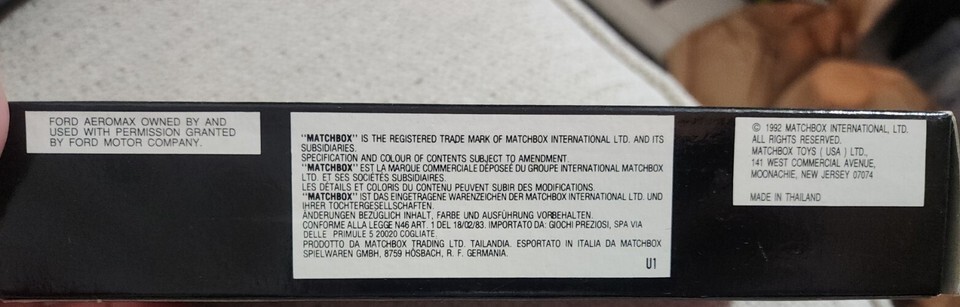 FORD AEROMAX OWNED BY AND
USED WITH PERMISSION GRANTED
BY FORD MOTOR COMPANY.
"MATCHBOX" IS THE REGISTERED TRADE MARK OF MATCHBOX INTERNATIONAL LTD. AND ITS
SUBSIDIARIES.
SPECIFICATION AND COLOUR OF CONTENTS SUBJECT TO AMENDMENT.
"MATCHBOX" EST LA MARQUE COMMERCIALE DÉPOSÉE DU GROUPE INTERNATIONAL MATCHBOX
LTD. ET SES SOCIÉTÉS SUBSIDIAIRES.
LES DÉTAILS ET COLORIS DU CONTENU PEUVENT SUBIR DES MODIFICATIONS.
"MATCHBOX" IST DAS EINGETRAGENE WARENZEICHEN DER MATCHBOX INTERNATIONAL LTD. UND
IHRER TOCHTERGESELLSCHAFTEN.
ÄNDERUNGEN BEZÜGLICH INHALT, FARBE UND AUSFÜHRUNG VORBEHALTEN.
CONFORME ALLA LEGGE N46 ART. 1 DEL 18/02/83. IMPORTATO DA: GIOCHI PREZIOSI, SPA VIA
DELLE PRIMULE 5 20020 COGLIATE.
PRODOTTO DA MATCHBOX TRADING LTD. TAILANDIA. ESPORTATO IN ITALIA DA MATCHBOX
SPIELWAREN GMBH, 8759 HÖSBACH, R. F. GERMANIA.
U1
© 1992 MATCHBOX INTERNATIONAL, LTD.
ALL RIGHTS RESERVED.
MATCHBOX TOYS ( USA ) LTD.,
141 WEST COMMERCIAL AVENUE,
MOONACHIE, NEW JERSEY 07074
MADE IN THAILAND